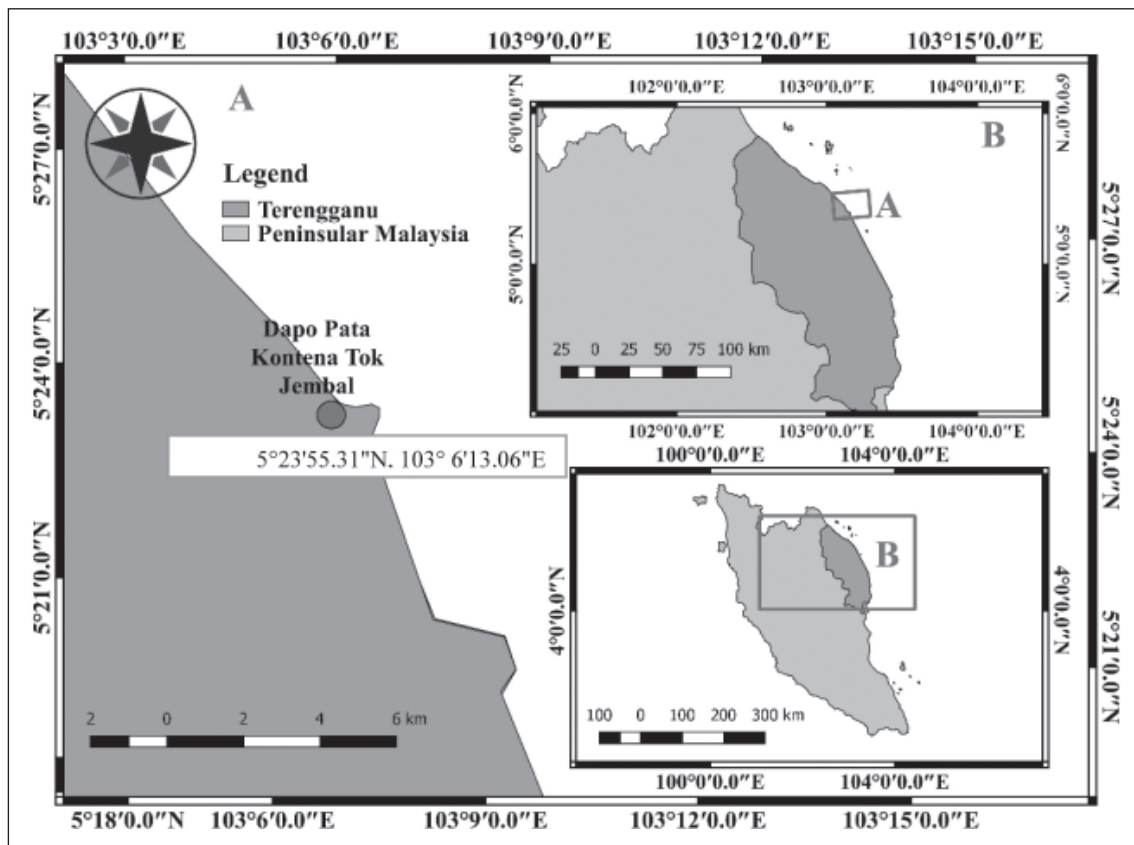 103°3′0.0″E 103°6′0.0″E 103°9′0.0″E 103°12′0.0″E 103°15′0.0″E
A
5°27′0.0″N
5°24′0.0″N
5°21′0.0″N
Legend
Terengganu
Peninsular Malaysia
Dapo Pata
Kontena Tok
Jembal
5°23'55.31"N, 103° 6'13.06"E
2 0 2 4 6 km
102°0′0.0″E 103°0′0.0″E 104°0′0.0″E
6°0′0.0″N
5°0′0.0″N
B
A
6°0′0.0″N
5°0′0.0″N
25 0 25 50 75 100 km
102°0′0.0″E 103°0′0.0″E 104°0′0.0″E
100°0′0.0″E 104°0′0.0″E
4°0′0.0″N
B
4°0′0.0″N
100 0 100 200 300 km
100°0′0.0″E 104°0′0.0″E
5°27′0.0″N
5°24′0.0″N
5°21′0.0″N
5°18′0.0″N 103°6′0.0″E 103°9′0.0″E 103°12′0.0″E 103°15′0.0″E